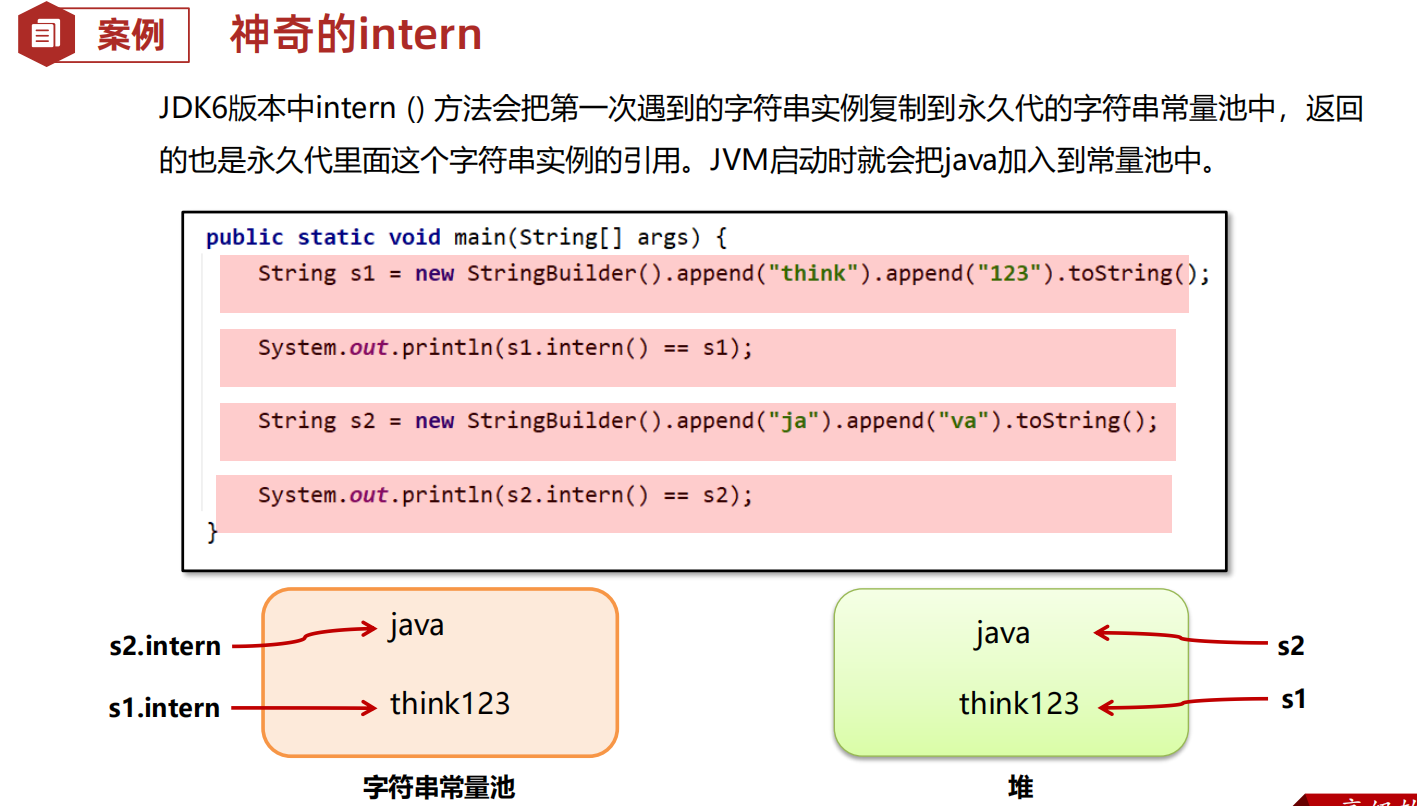 案例
神奇的intern
JDK6版本中intern () 方法会把第一次遇到的字符串实例复制到永久代的字符串常量池中，返回
的也是永久代里面这个字符串实例的引用。JVM启动时就会把java加入到常量池中。
public static void main(String[] args) {
String s1 = new StringBuilder().append("think").append("123").toString();
System.out.println(s1.intern() == s1);
String s2 = new StringBuilder().append("ja").append("va").toString();
System.out.println(s2.intern() == s2);
}
s2.intern
java
java
s2
s1.intern
think123
think123
s1
字符串常量池
堆